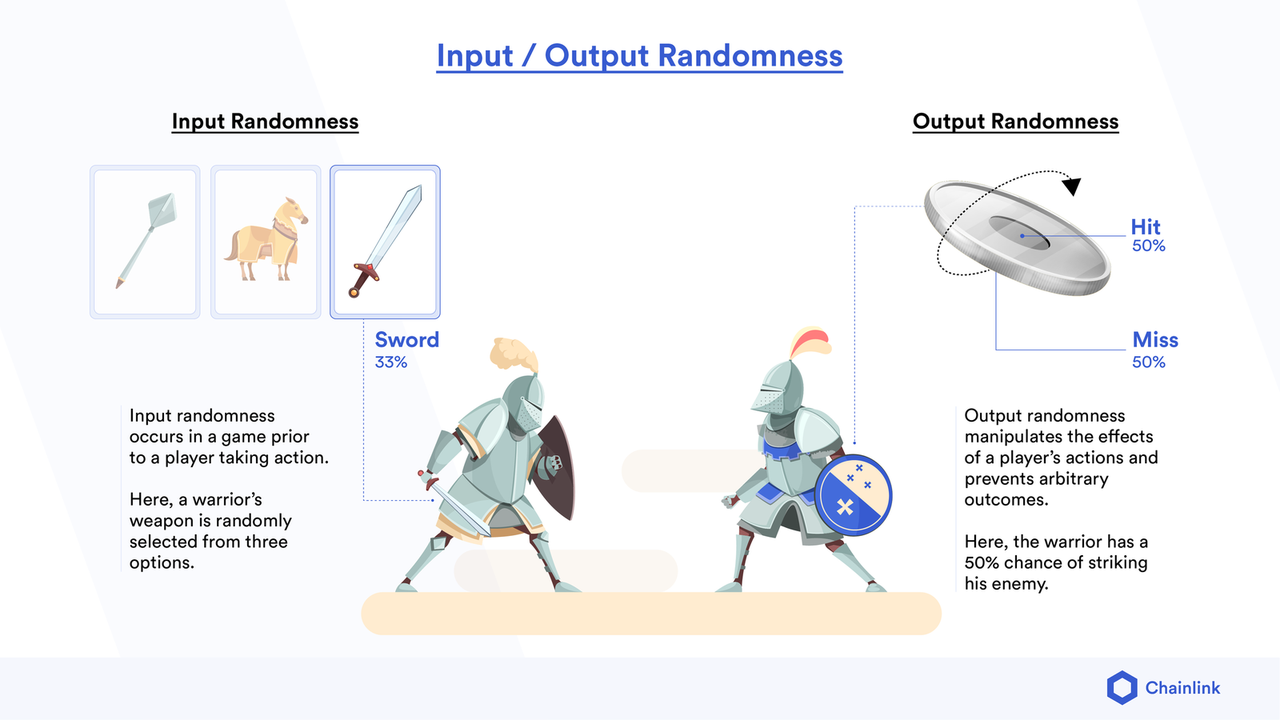 Input / Output Randomness
Input Randomness
Sword
33%
Input randomness
occurs in a game prior
to a player taking action.
Here, a warrior’s
weapon is randomly
selected from three
options.
Output Randomness
Hit
50%
Miss
50%
Output randomness
manipulates the effects
of a player’s actions and
prevents arbitrary
outcomes.
Here, the warrior has a
50% chance of striking
his enemy.
Chainlink